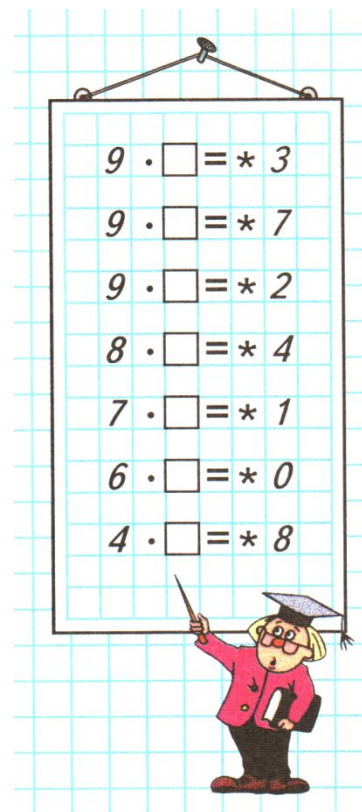 9 · □ = * 3
9 · □ = * 7
9 · □ = * 2
8 · □ = * 4
7 · □ = * 1
6 · □ = * 0
4 · □ = * 8